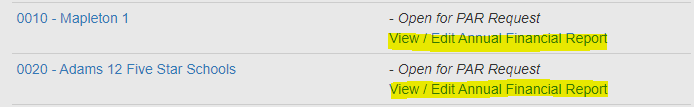 0010 - Mapleton 1 - Open for PAR Request
View / Edit Annual Financial Report
0020 - Adams 12 Five Star Schools - Open for PAR Request
View / Edit Annual Financial Report